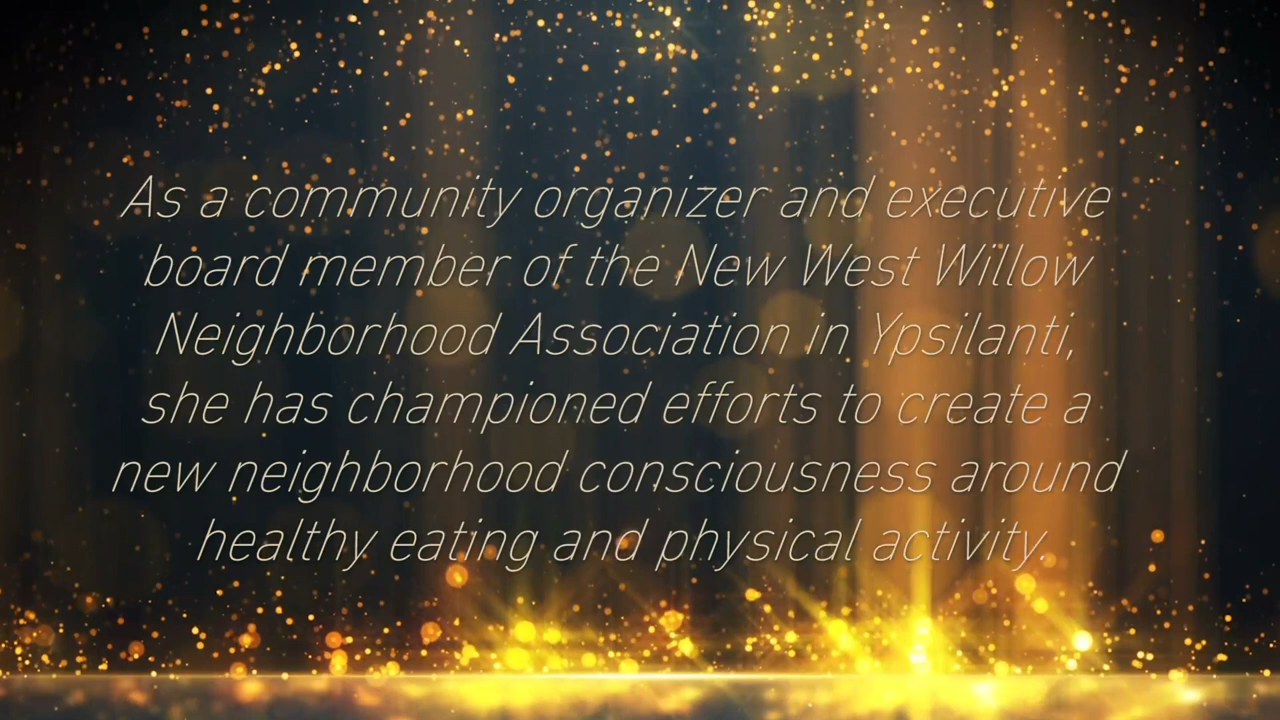 As a community organizer and executive
board member of the New West Willow
Neighborhood Association in Ypsilanti,
she has championed efforts to create a
new neighborhood consciousness around
healthy eating and physical activity.